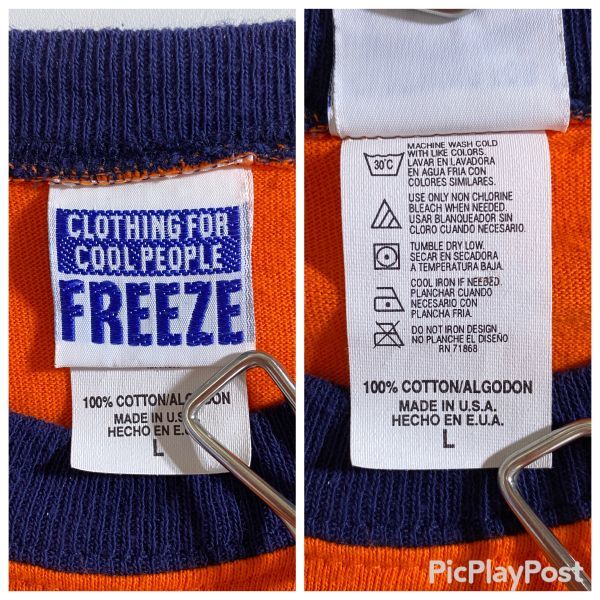 CLOTHING FOR
COOL PEOPLE
FREEZE
100% COTTON/ALGODON
MADE IN U.S.
HECHO EN E.U.
L
MACHINE WASH COLD
WITH LIKE COLORS.
LAVAR EN LAVADORA
EN AGUA FRIA CON
COLORES SIMILARES.
30°C
USE ONLY NON CHLORINE
BLEACH WHEN NEEDED.
USAR BLANQUEADOR SIN
CLORO CUANDO NECESARIO.
TUMBLE DRY LOW.
SECAR EN SECADORA
A TEMPERATURA BAJA.
COOL IRON IF NEEDED.
PLANCHAR CUANDO
NECESARIO CON
PLANCHA FRIA.
DO NOT IRON DESIGN
NO PLANCHE EL DISEÑO
RN 71868
100% COTTON/ALGODON
MADE IN U.S.A.
HECHO EN E.U.A.
L
PicPlayPost